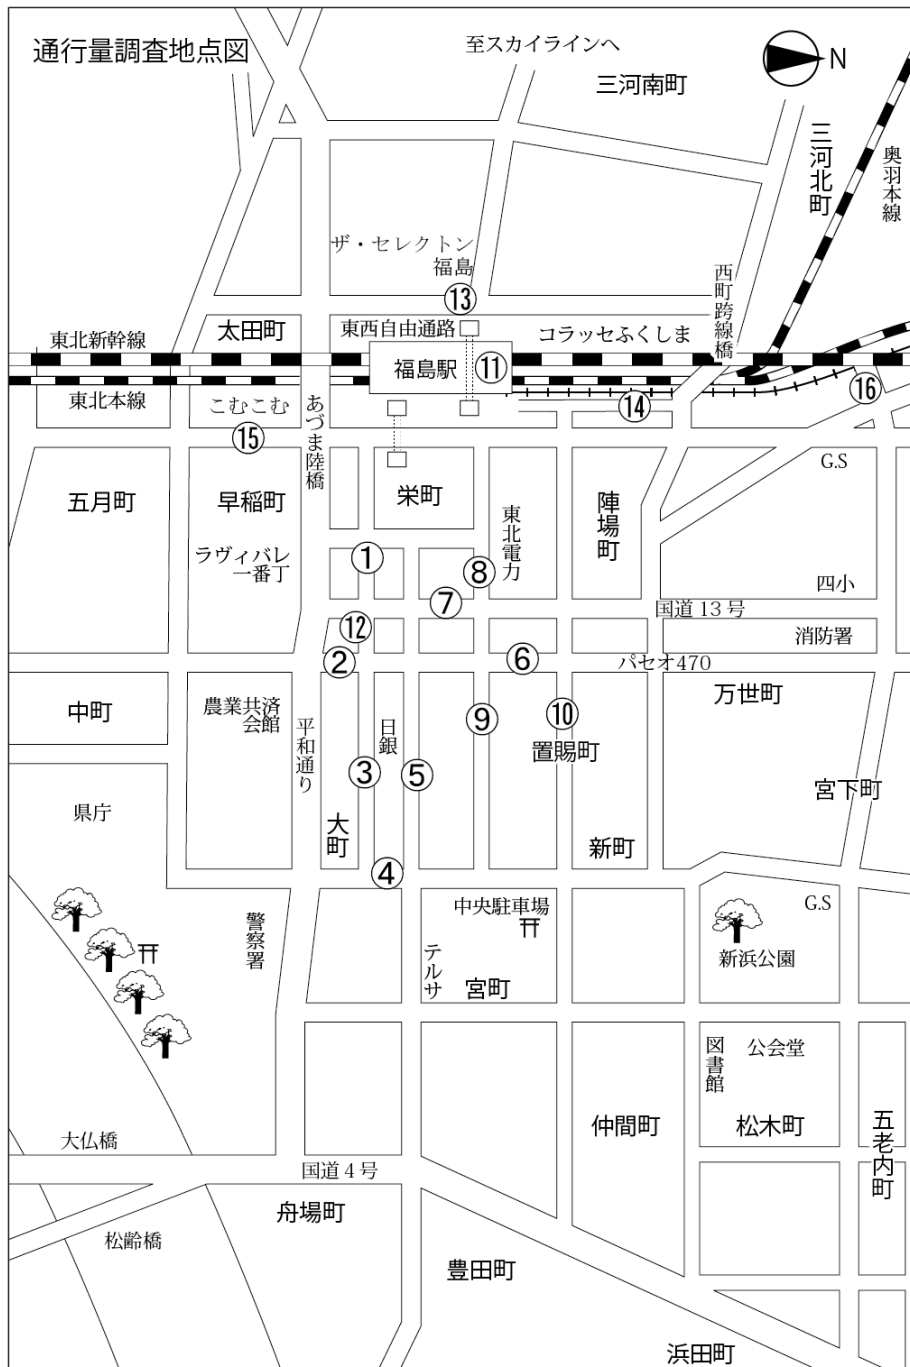 通行量調査地点図
至スカイラインへ
N
三河南町
三河北町
奥羽本線
ザ・セレクトン
福島
⑬
西町跨線橋
太田町
東西自由通路
コラッセふくしま
東北新幹線
福島駅
⑪
⑯
東北本線
こむこむ
⑭
⑮
あづま陸橋
G.S
五月町
早稲町
栄町
東北電力
陣場町
ラヴィバレ
一番丁
①
⑧
四小
⑦
国道13号
⑫
消防署
②
⑥
パセオ470
中町
農業共済
会館
平和通り
日銀
⑨
⑩
万世町
置賜町
③
⑤
宮下町
県庁
大町
新町
④
中央駐車場
G.S
警察署
テルサ
宮町
新浜公園
図書館
公会堂
仲間町
松木町
五老内町
大仏橋
国道4号
舟場町
松齢橋
豊田町
浜田町